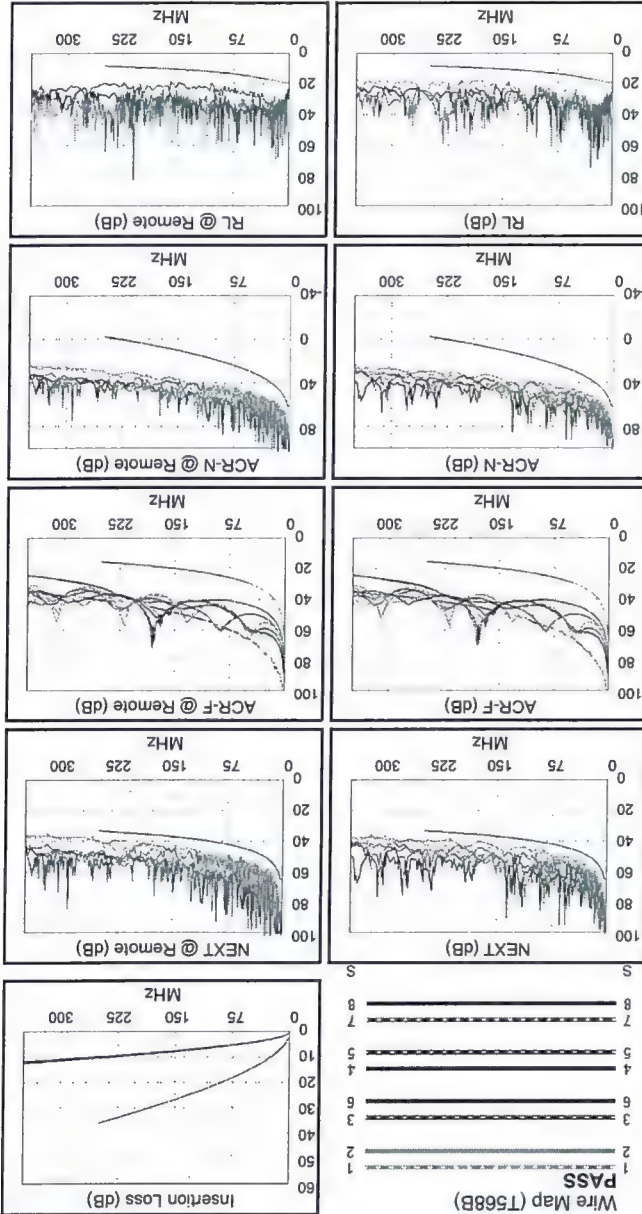 Wire Map (T568B)
PASS
1 1
2 2
3 3
6 6
4 4
5 5
7 7
8 8
S S
Insertion Loss (dB)
60
50
40
30
20
10
0
0 75 150 225 300
MHz
NEXT (dB)
100
80
60
40
20
0
0 75 150 225 300
MHz
NEXT @ Remote (dB)
100
80
60
40
20
0
0 75 150 225 300
MHz
ACR-F (dB)
100
80
60
40
20
0
0 75 150 225 300
MHz
ACR-F @ Remote (dB)
100
80
60
40
20
0
0 75 150 225 300
MHz
ACR-N (dB)
80
40
0
-40
0 75 150 225 300
MHz
ACR-N @ Remote (dB)
80
40
0
-40
0 75 150 225 300
MHz
RL (dB)
100
80
60
40
20
0
0 75 150 225 300
MHz
RL @ Remote (dB)
100
80
60
40
20
0
0 75 150 225 300
MHz